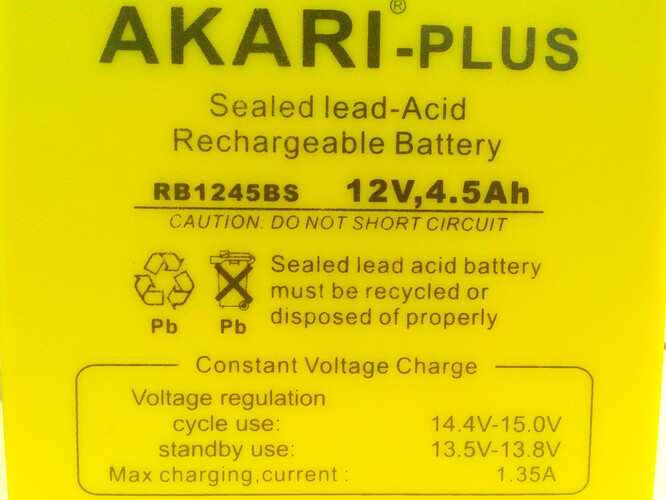 AKARI®-PLUS
Sealed lead-Acid
Rechargeable Battery
RB1245BS 12V,4.5Ah
CAUTION: DO NOT SHORT CIRCUIT
Sealed lead acid battery
must be recycled or
disposed of properly
Pb Pb
Constant Voltage Charge
Voltage regulation
cycle use: 14.4V-15.0V
standby use: 13.5V-13.8V
Max charging,current : 1.35A